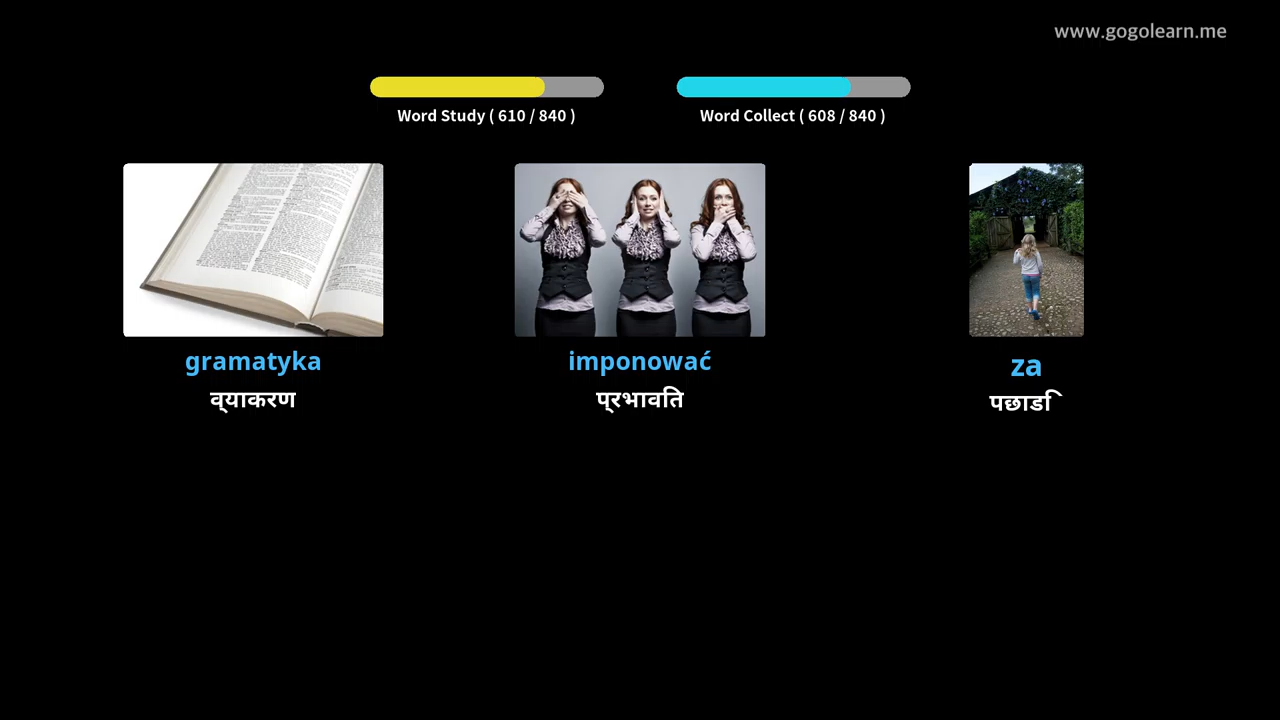 www.gogolearn.me
Word Study ( 610 / 840 )
Word Collect ( 608 / 840 )
gramatyka
व्याकरण
imponować
प्रभावति
za
पछाडि